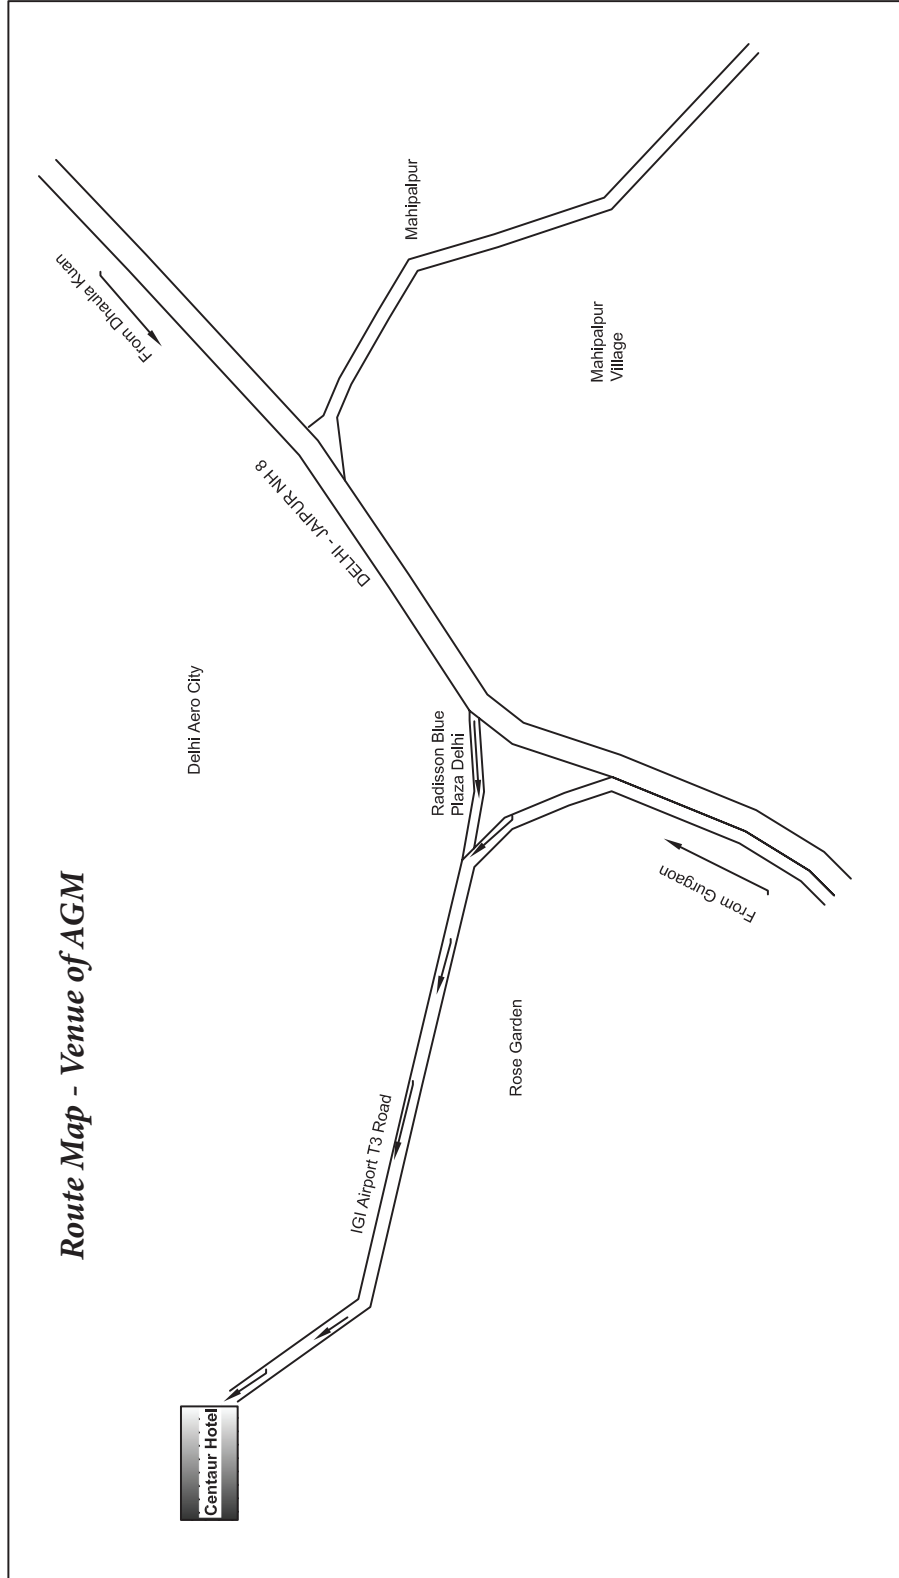 Route Map - Venue of AGM
From Dhaula Kuan
Mahipalpur
Mahipalpur
Village
DELHI - JAIPUR NH 8
Delhi Aero City
Radisson Blue
Plaza Delhi
From Gurgaon
Rose Garden
IGI Airport T3 Road
Centaur Hotel